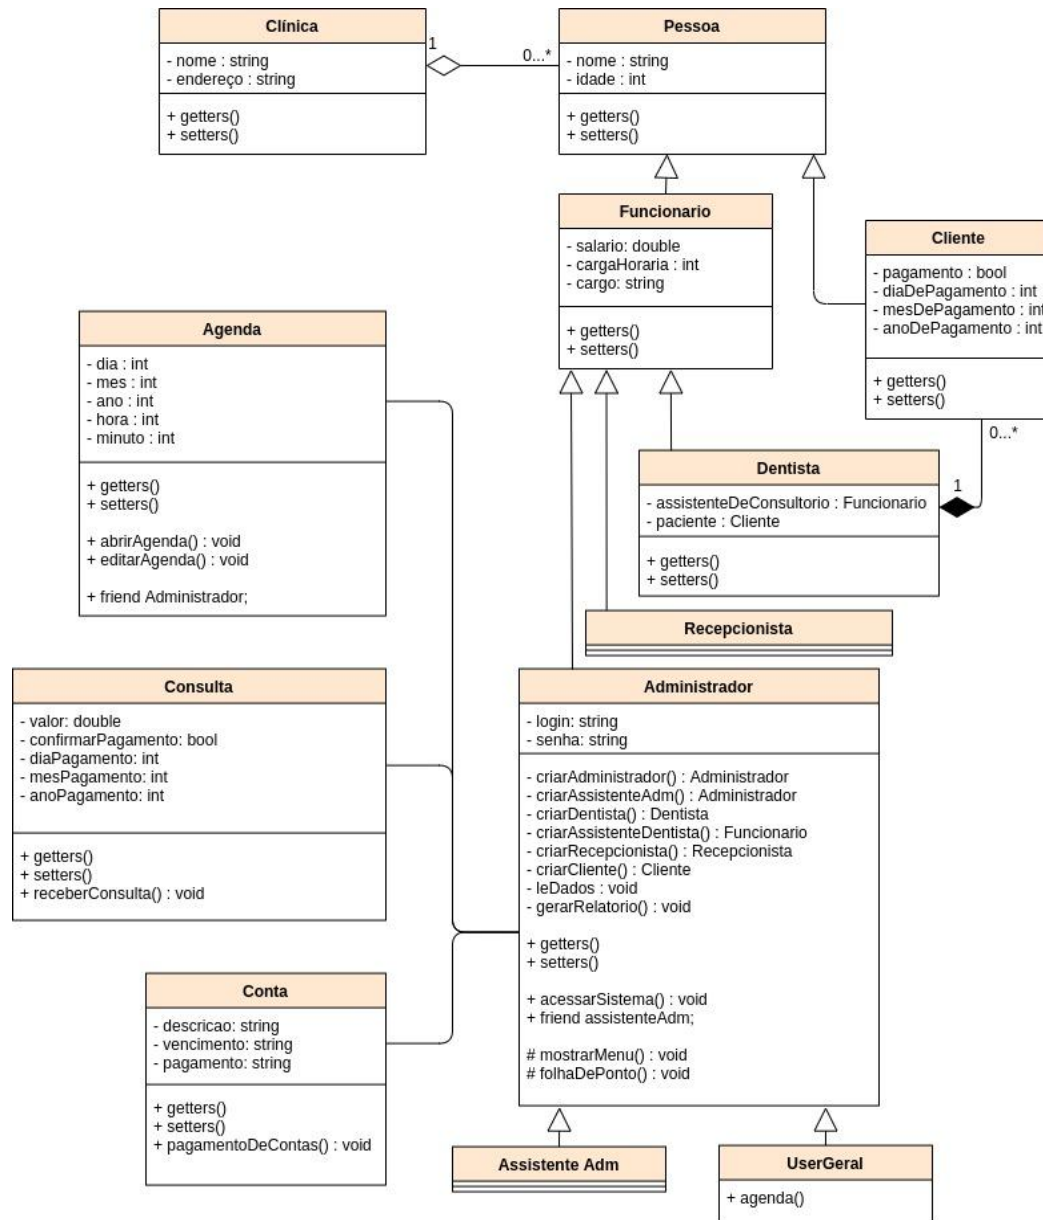 Clínica
- nome : string
- endereço : string
+ getters()
+ setters()
1
0...*
Pessoa
- nome : string
- idade : int
+ getters()
+ setters()
Funcionario
- salario: double
- cargaHoraria : int
- cargo: string
+ getters()
+ setters()
Cliente
- pagamento : bool
- diaDePagamento : int
- mesDePagamento : int
- anoDePagamento : int
+ getters()
+ setters()
0...*
1
Agenda
- dia : int
- mes : int
- ano : int
- hora : int
- minuto : int
+ getters()
+ setters()
+ abrirAgenda() : void
+ editarAgenda() : void
+ friend Administrador;
Dentista
- assistenteDeConsultorio : Funcionario
- paciente : Cliente
+ getters()
+ setters()
Recepcionista
Consulta
- valor: double
- confirmarPagamento: bool
- diaPagamento: int
- mesPagamento: int
- anoPagamento: int
+ getters()
+ setters()
+ receberConsulta() : void
Administrador
- login: string
- senha: string
- criarAdministrador() : Administrador
- criarAssistenteAdm() : Administrador
- criarDentista() : Dentista
- criarAssistenteDentista() : Funcionario
- criarRecepcionista() : Recepcionista
- criarCliente() : Cliente
- leDados : void
- gerarRelatorio() : void
+ getters()
+ setters()
+ acessarSistema() : void
+ friend assistenteAdm;
# mostrarMenu() : void
# folhaDePonto() : void
Conta
- descricao: string
- vencimento: string
- pagamento: string
+ getters()
+ setters()
+ pagamentoDeContas() : void
Assistente Adm
UserGeral
+ agenda()